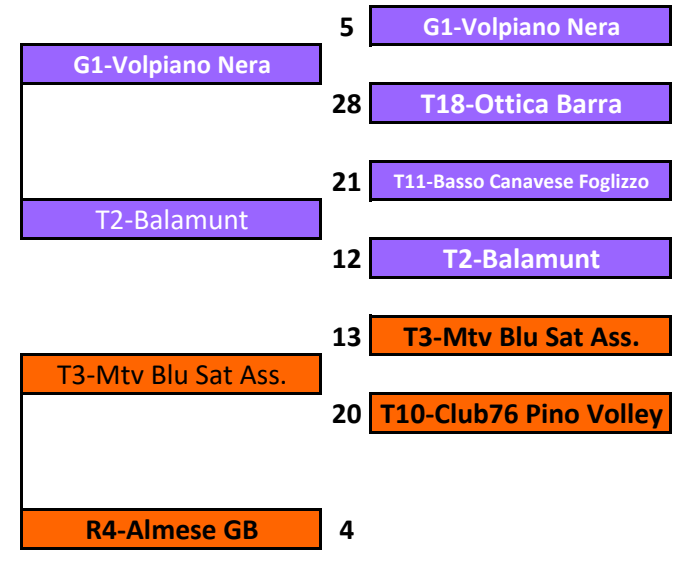 5 G1-Volpiano Nera
G1-Volpiano Nera
28 T18-Ottica Barra
21 T11-Basso Canavese Foglizzo
T2-Balamunt
12 T2-Balamunt
13 T3-Mtv Blu Sat Ass.
T3-Mtv Blu Sat Ass.
20 T10-Club76 Pino Volley
R4-Almese GB 4